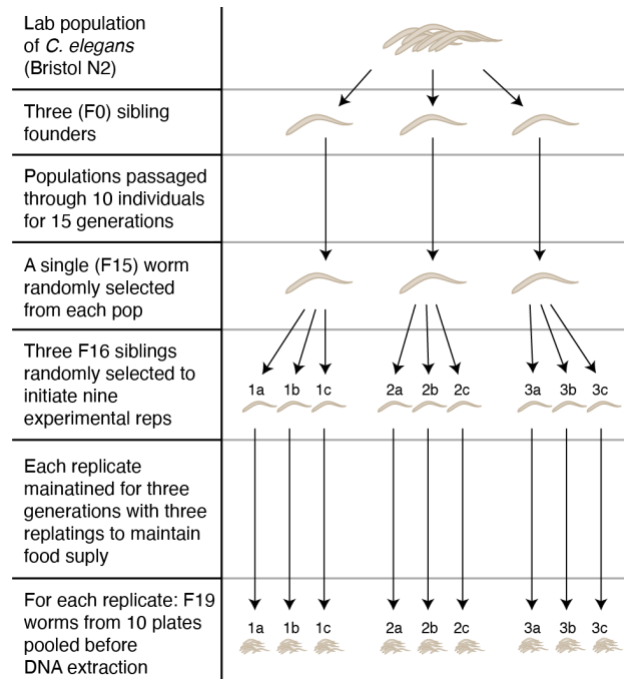 Lab population
of C. elegans
(Bristol N2)
Three (F0) sibling
founders
Populations passaged
through 10 individuals
for 15 generations
A single (F15) worm
randomly selected
from each pop
Three F16 siblings
randomly selected to
initiate nine
experimental reps
1a 1b 1c 2a 2b 2c 3a 3b 3c
Each replicate
mainatined for three
generations with three
replatings to maintain
food suply
For each replicate: F19
worms from 10 plates
pooled before
DNA extraction
1a 1b 1c 2a 2b 2c 3a 3b 3c